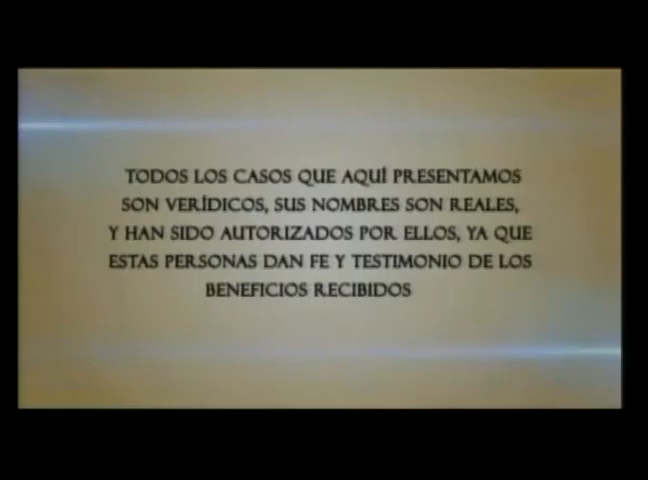 TODOS LOS CASOS QUE AQUÍ PRESENTAMOS
SON VERÍDICOS, SUS NOMBRES SON REALES,
Y HAN SIDO AUTORIZADOS POR ELLOS, YA QUE
ESTAS PERSONAS DAN FE Y TESTIMONIO DE LOS
BENEFICIOS RECIBIDOS